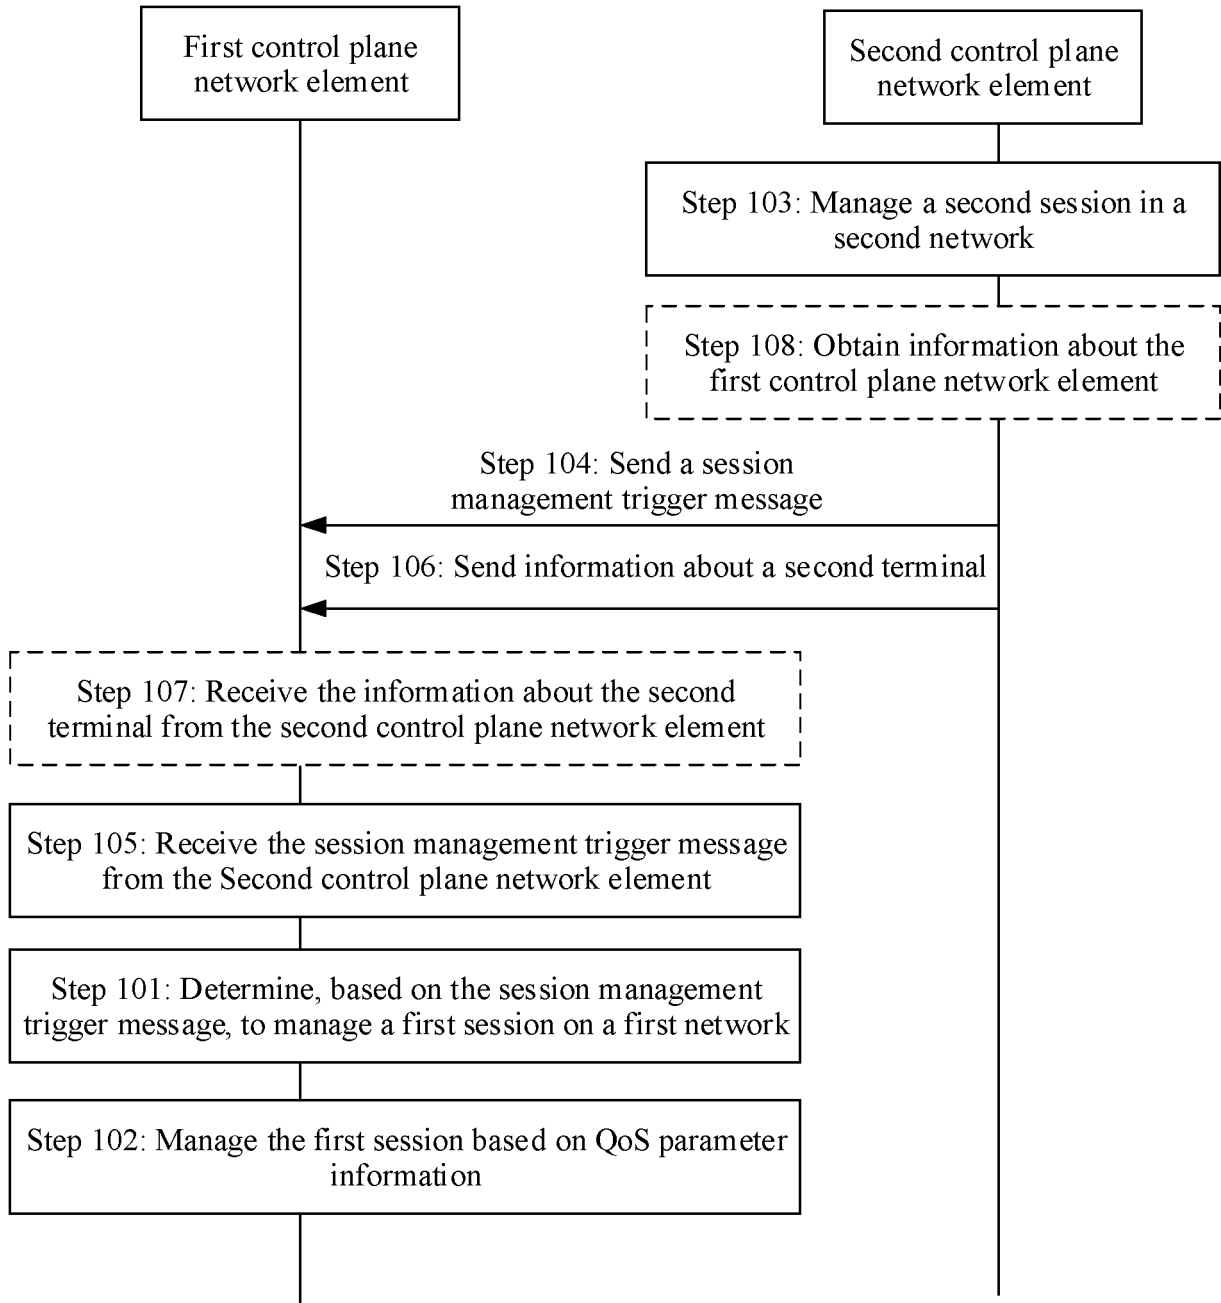 First control plane
network element
Second control plane
network element
Step 103: Manage a second session in a
second network
Step 108: Obtain information about the
first control plane network element
Step 104: Send a session
management trigger message
Step 106: Send information about a second terminal
Step 107: Receive the information about the second
terminal from the second control plane network element
Step 105: Receive the session management trigger message
from the Second control plane network element
Step 101: Determine, based on the session management
trigger message, to manage a first session on a first network
Step 102: Manage the first session based on QoS parameter
information